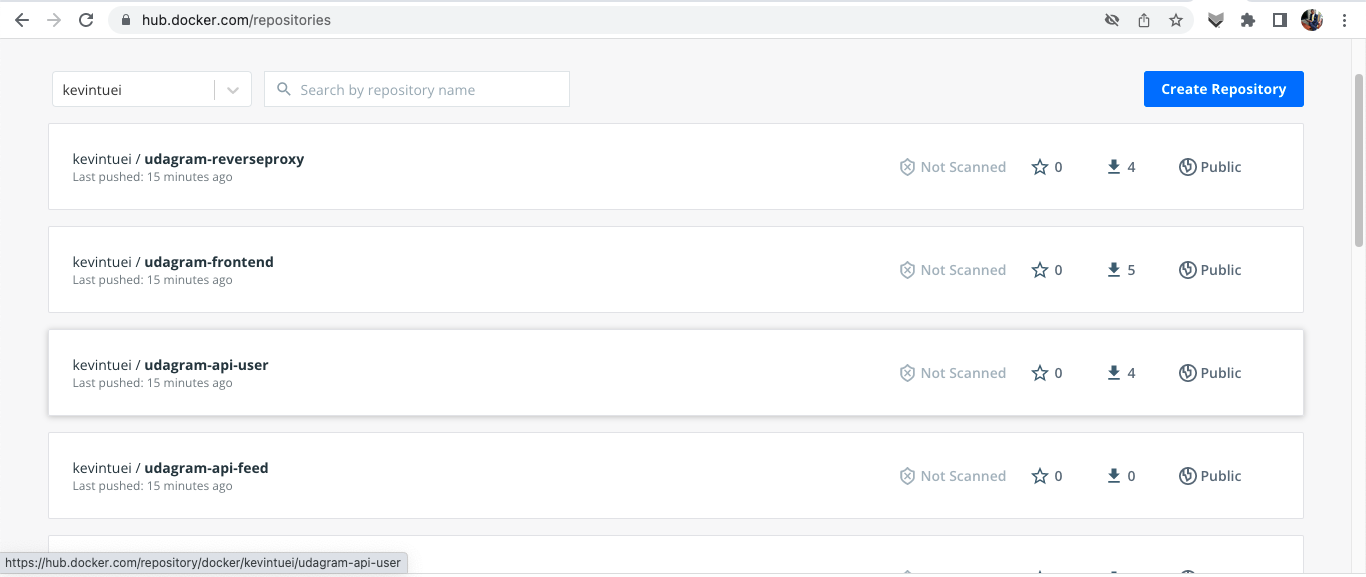 hub.docker.com/repositories
kevintuei
Search by repository name
Create Repository
kevintuei / udagram-reverseproxy
Last pushed: 15 minutes ago
Not Scanned
0
4
Public
kevintuei / udagram-frontend
Last pushed: 15 minutes ago
Not Scanned
0
5
Public
kevintuei / udagram-api-user
Last pushed: 15 minutes ago
Not Scanned
0
4
Public
kevintuei / udagram-api-feed
Last pushed: 15 minutes ago
Not Scanned
0
0
Public
https://hub.docker.com/repository/docker/kevintuei/udagram-api-user